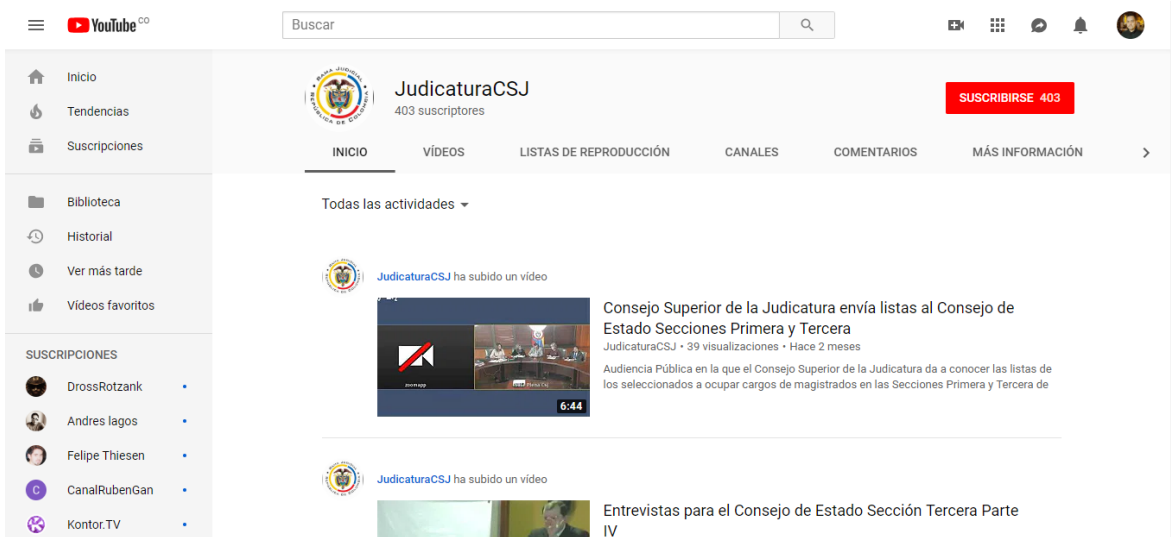 YouTube CO
Buscar
Inicio
Tendencias
Suscripciones
Biblioteca
Historial
Ver más tarde
Vídeos favoritos
SUSCRIPCIONES
DrossRotzank
Andres lagos
Felipe Thiesen
C CanalRubenGan
Kontor.TV
RAMA JUDICIAL
REPÚBLICA DE COLOMBIA
JudicaturaCSJ
403 suscriptores
SUSCRIBIRSE 403
INICIO VÍDEOS LISTAS DE REPRODUCCIÓN CANALES COMENTARIOS MÁS INFORMACIÓN
Todas las actividades
JudicaturaCSJ ha subido un vídeo
6:44
Consejo Superior de la Judicatura envía listas al Consejo de
Estado Secciones Primera y Tercera
JudicaturaCSJ • 39 visualizaciones • Hace 2 meses
Audiencia Pública en la que el Consejo Superior de la Judicatura da a conocer las listas de
los seleccionados a ocupar cargos de magistrados en las Secciones Primera y Tercera de
JudicaturaCSJ ha subido un vídeo
Entrevistas para el Consejo de Estado Sección Tercera Parte
IV